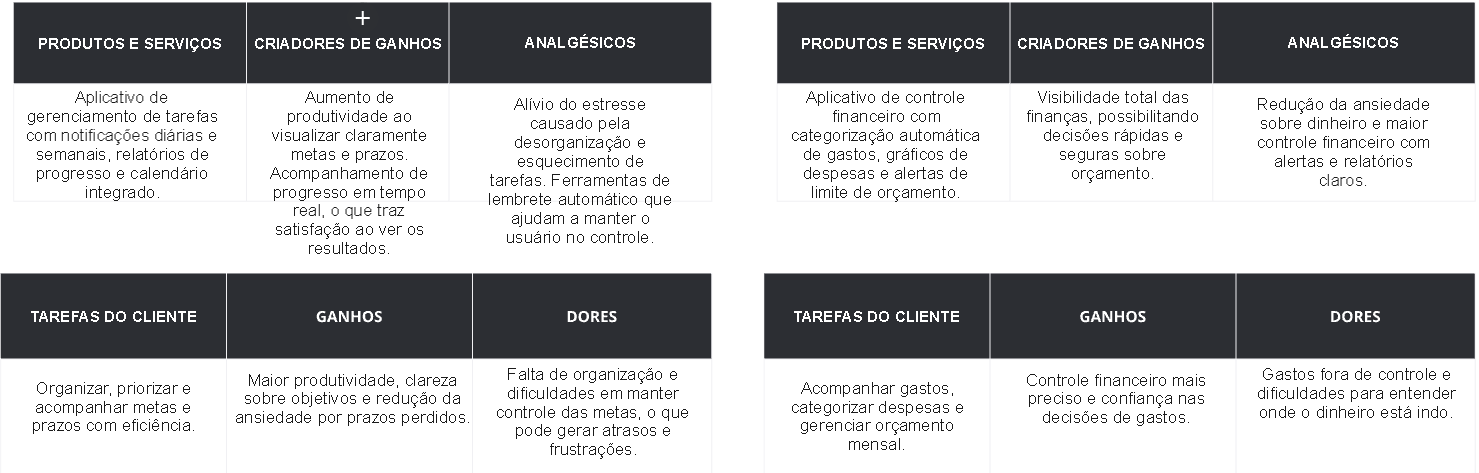 +
PRODUTOS E SERVIÇOS
CRIADORES DE GANHOS
ANALGÉSICOS
Aplicativo de
gerenciamento de tarefas
com notificações diárias e
semanais, relatórios de
progresso e calendário
integrado.
Aumento de
produtividade ao
visualizar claramente
metas e prazos.
Acompanhamento de
progresso em tempo
real, o que traz
satisfação ao ver os
resultados.
Alívio do estresse
causado pela
desorganização e
esquecimento de
tarefas. Ferramentas de
lembrete automático que
ajudam a manter o
usuário no controle.
TAREFAS DO CLIENTE
GANHOS
DORES
Organizar, priorizar e
acompanhar metas e
prazos com eficiência.
Maior produtividade, clareza
sobre objetivos e redução da
ansiedade por prazos perdidos.
Falta de organização e
dificuldades em manter
controle das metas, o que
pode gerar atrasos e
frustrações.
PRODUTOS E SERVIÇOS
CRIADORES DE GANHOS
ANALGÉSICOS
Aplicativo de controle
financeiro com
categorização automática
de gastos, gráficos de
despesas e alertas de
limite de orçamento.
Visibilidade total das
finanças, possibilitando
decisões rápidas e
seguras sobre
orçamento.
Redução da ansiedade
sobre dinheiro e maior
controle financeiro com
alertas e relatórios
claros.
TAREFAS DO CLIENTE
GANHOS
DORES
Acompanhar gastos,
categorizar despesas e
gerenciar orçamento
mensal.
Controle financeiro mais
preciso e confiança nas
decisões de gastos.
Gastos fora de controle e
dificuldades para entender
onde o dinheiro está indo.